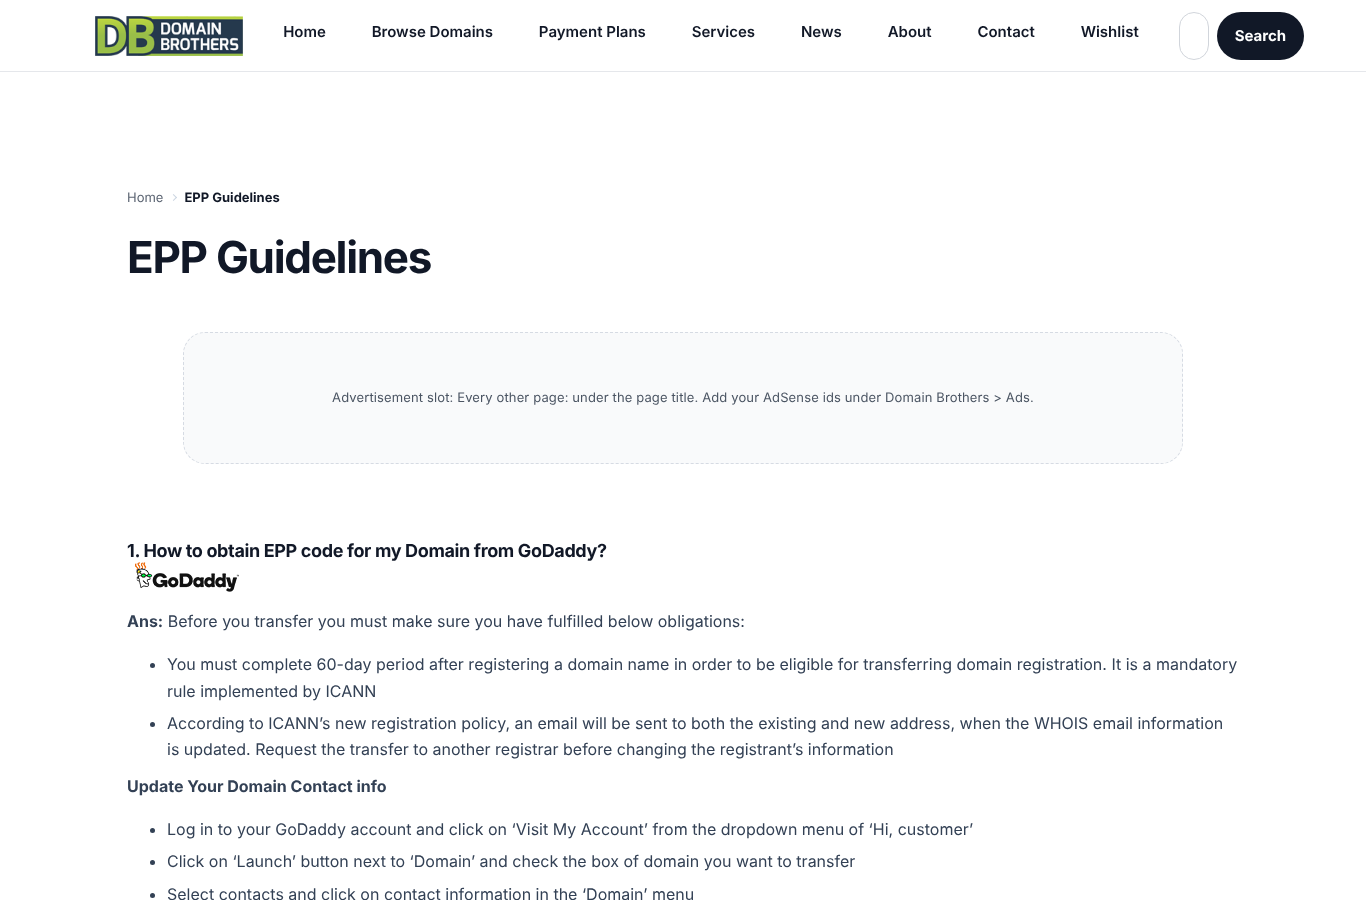 DB DOMAIN BROTHERS
Home
Browse Domains
Payment Plans
Services
News
About
Contact
Wishlist
Search
Home > EPP Guidelines
EPP Guidelines
Advertisement slot: Every other page: under the page title. Add your AdSense ids under Domain Brothers > Ads.
1. How to obtain EPP code for my Domain from GoDaddy?
GoDaddy
Ans: Before you transfer you must make sure you have fulfilled below obligations:
• You must complete 60-day period after registering a domain name in order to be eligible for transferring domain registration. It is a mandatory
rule implemented by ICANN
• According to ICANN’s new registration policy, an email will be sent to both the existing and new address, when the WHOIS email information
is updated. Request the transfer to another registrar before changing the registrant’s information
Update Your Domain Contact info
• Log in to your GoDaddy account and click on ‘Visit My Account’ from the dropdown menu of ‘Hi, customer’
• Click on ‘Launch’ button next to ‘Domain’ and check the box of domain you want to transfer
• Select contacts and click on contact information in the ‘Domain’ menu